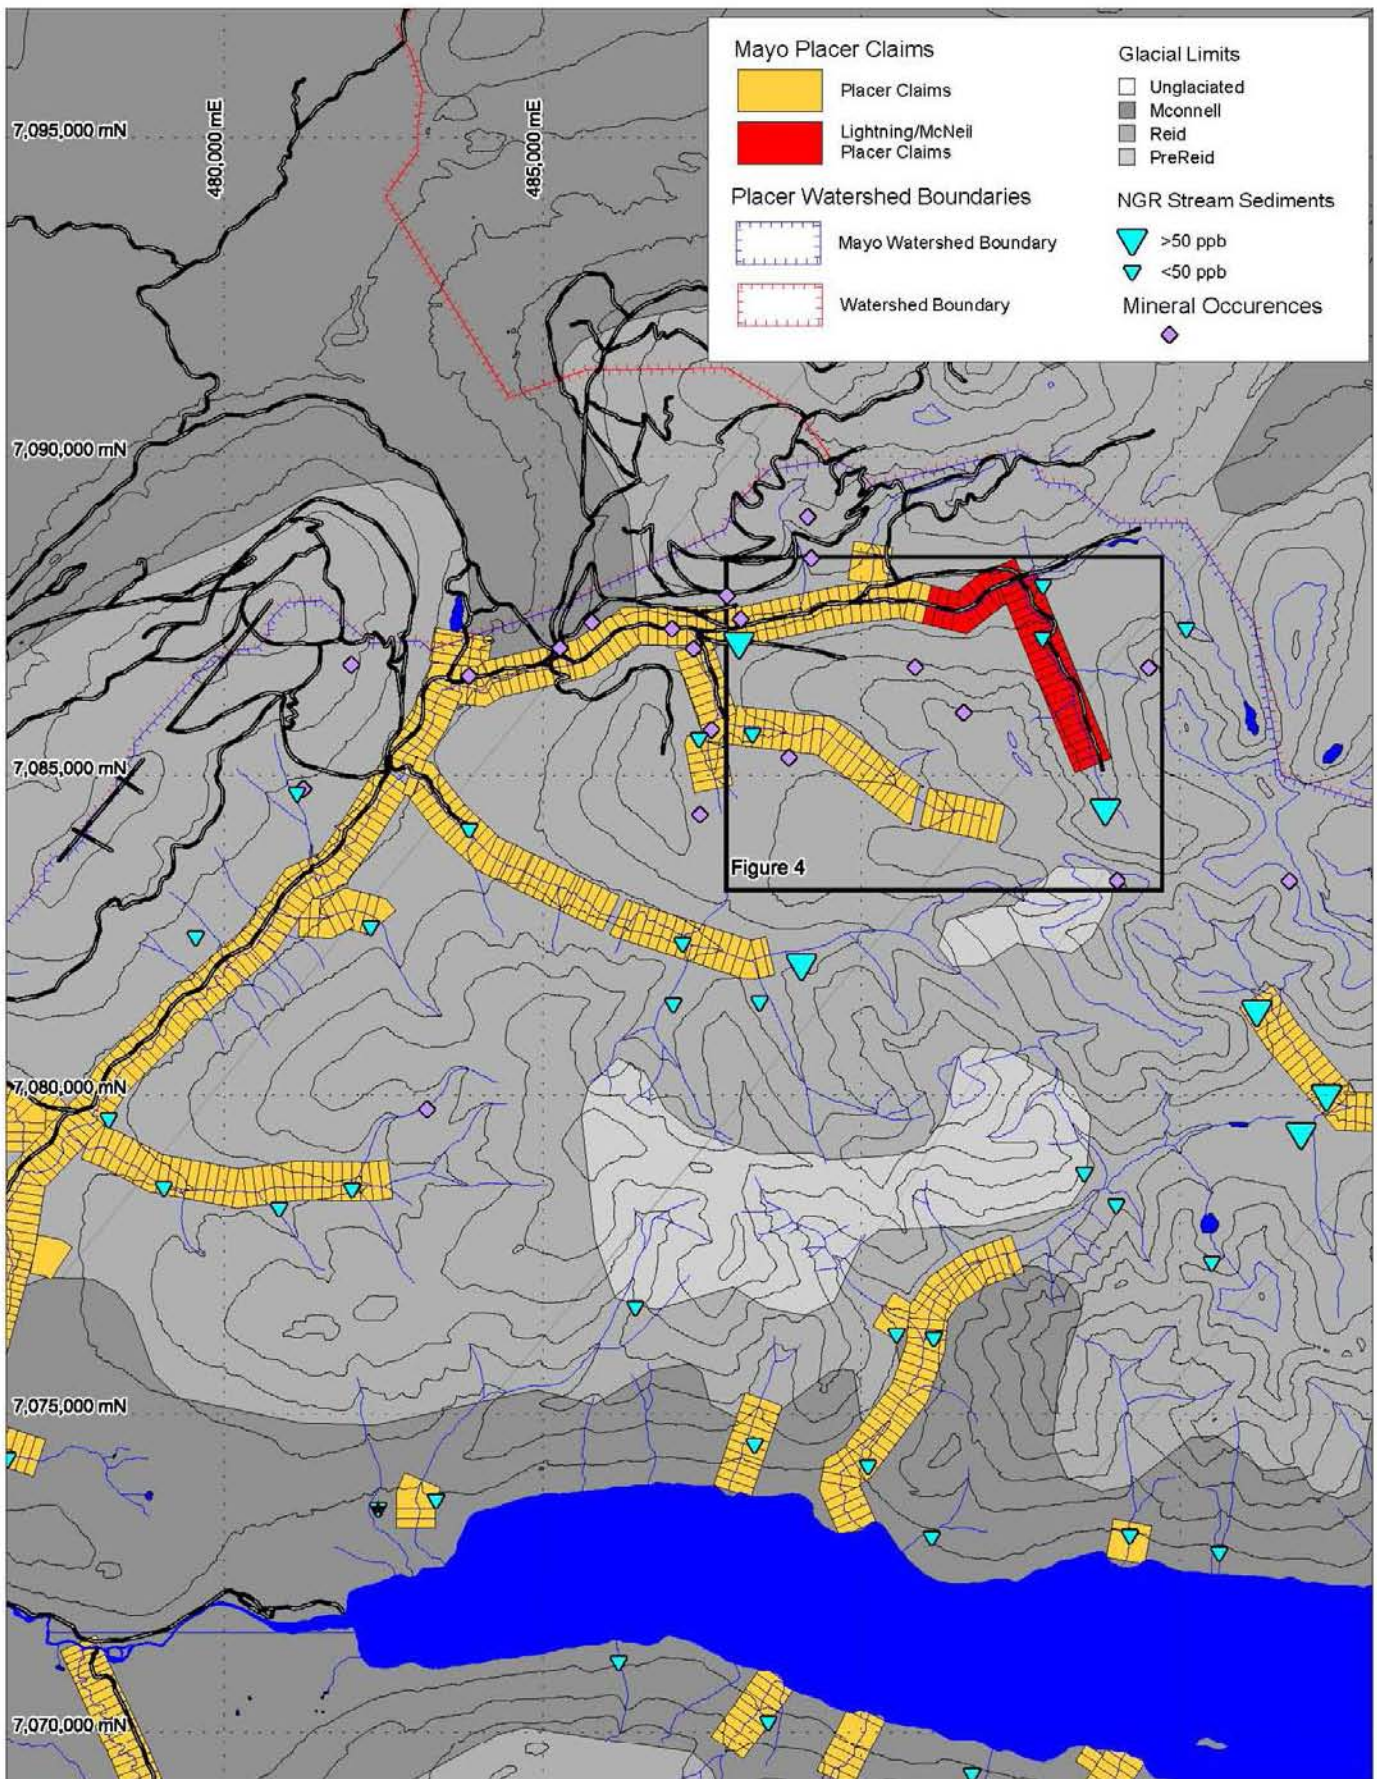 Mayo Placer Claims
Placer Claims
Lightning/McNeil
Placer Claims
Placer Watershed Boundaries
Mayo Watershed Boundary
Watershed Boundary
Glacial Limits
Unglaciated
Mconnell
Reid
PreReid
NGR Stream Sediments
>50 ppb
<50 ppb
Mineral Occurences
480,000 mE
485,000 mE
7,095,000 mN
7,090,000 mN
7,085,000 mN
Figure 4
7,080,000 mN
7,075,000 mN
7,070,000 mN